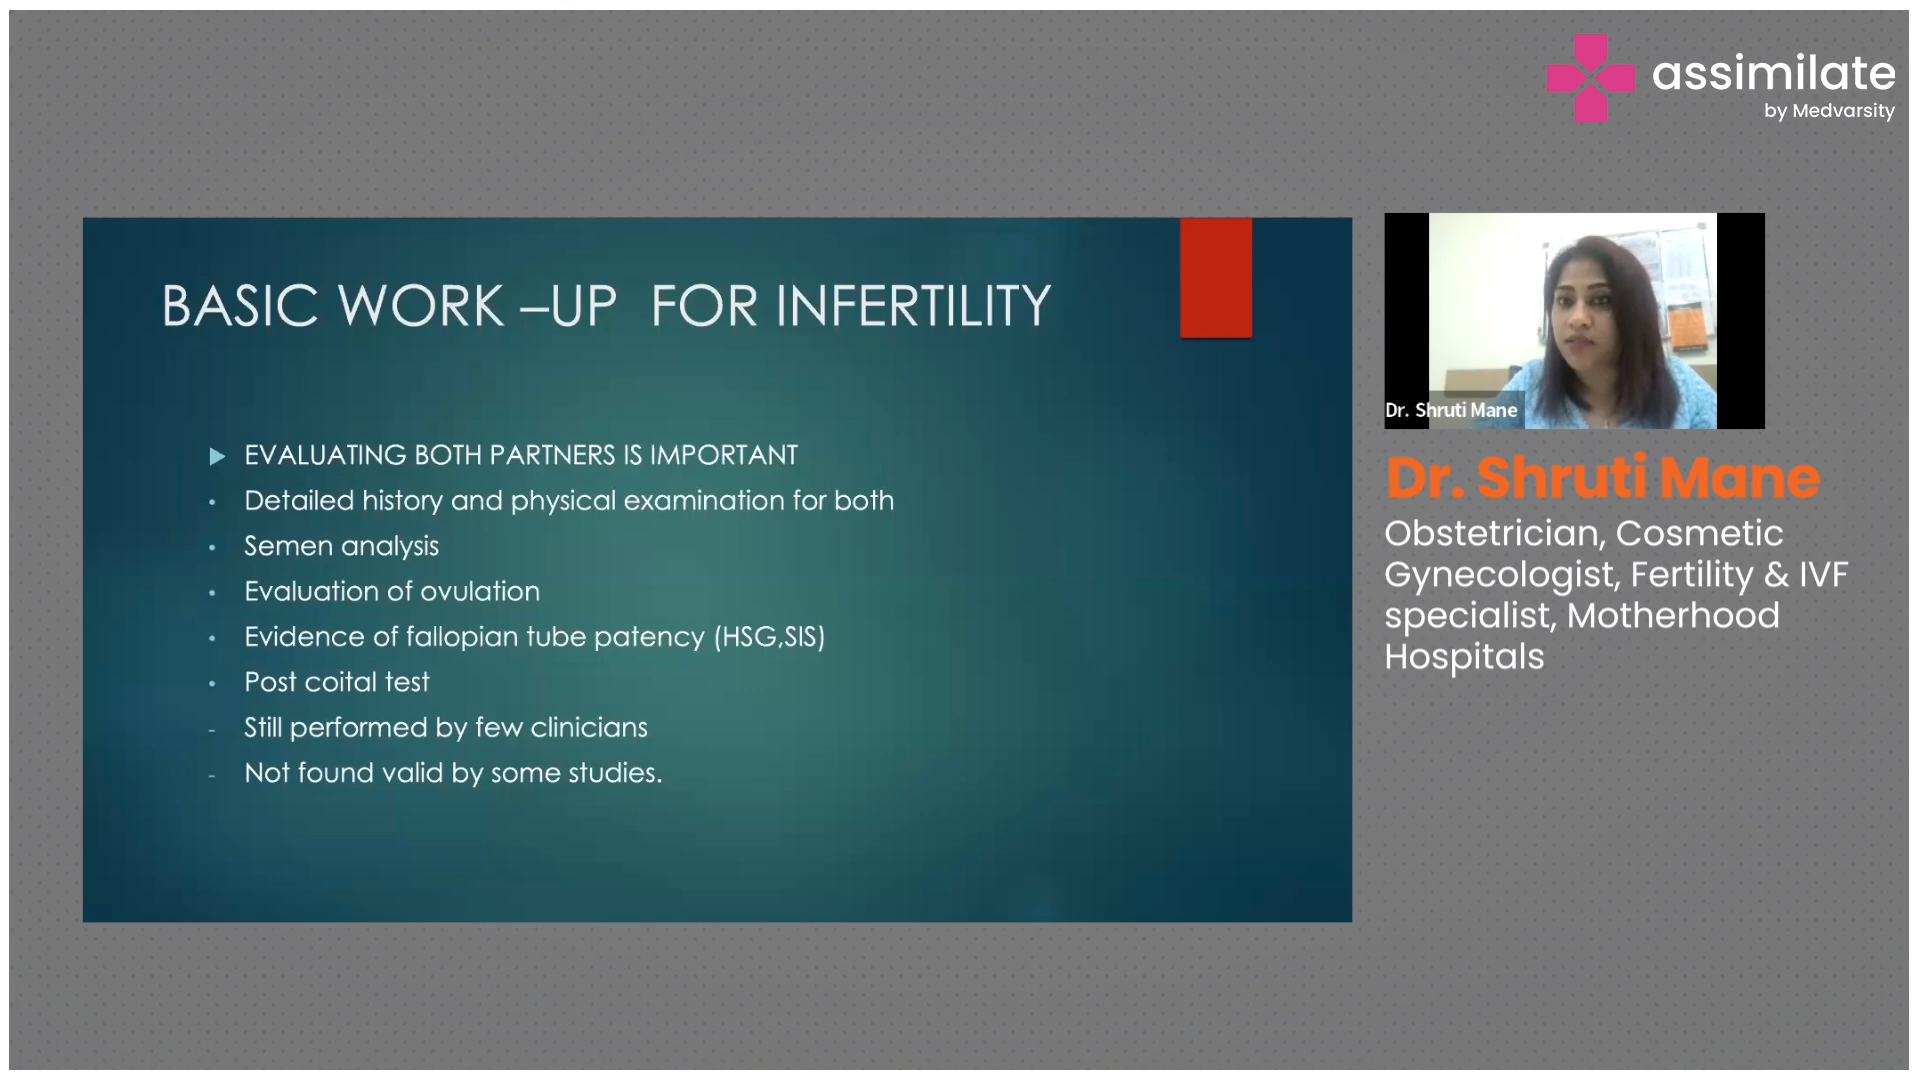 assimilate
by Medvarsity
BASIC WORK –UP FOR INFERTILITY
EVALUATING BOTH PARTNERS IS IMPORTANT
Detailed history and physical examination for both
Semen analysis
Evaluation of ovulation
Evidence of fallopian tube patency (HSG,SIS)
Post coital test
- Still performed by few clinicians
- Not found valid by some studies.
Dr. Shruti Mane
Dr. Shruti Mane
Obstetrician, Cosmetic
Gynecologist, Fertility & IVF
specialist, Motherhood
Hospitals